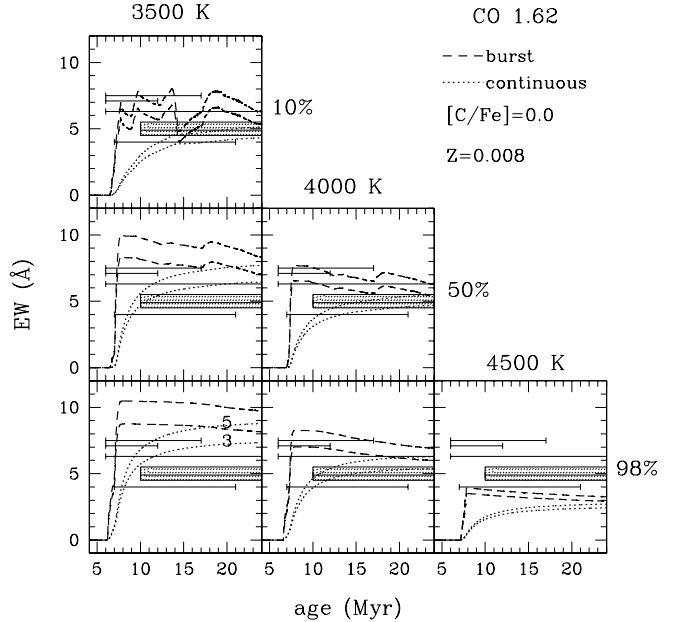 3500 K
CO 1.62
burst
continuous
[C/Fe]=0.0
Z=0.008
10
5
0
10%
4000 K
10
5
0
50%
4500 K
10
5
0
5
3
98%
5 10 15 20 5 10 15 20 5 10 15 20
EW (Å)
age (Myr)